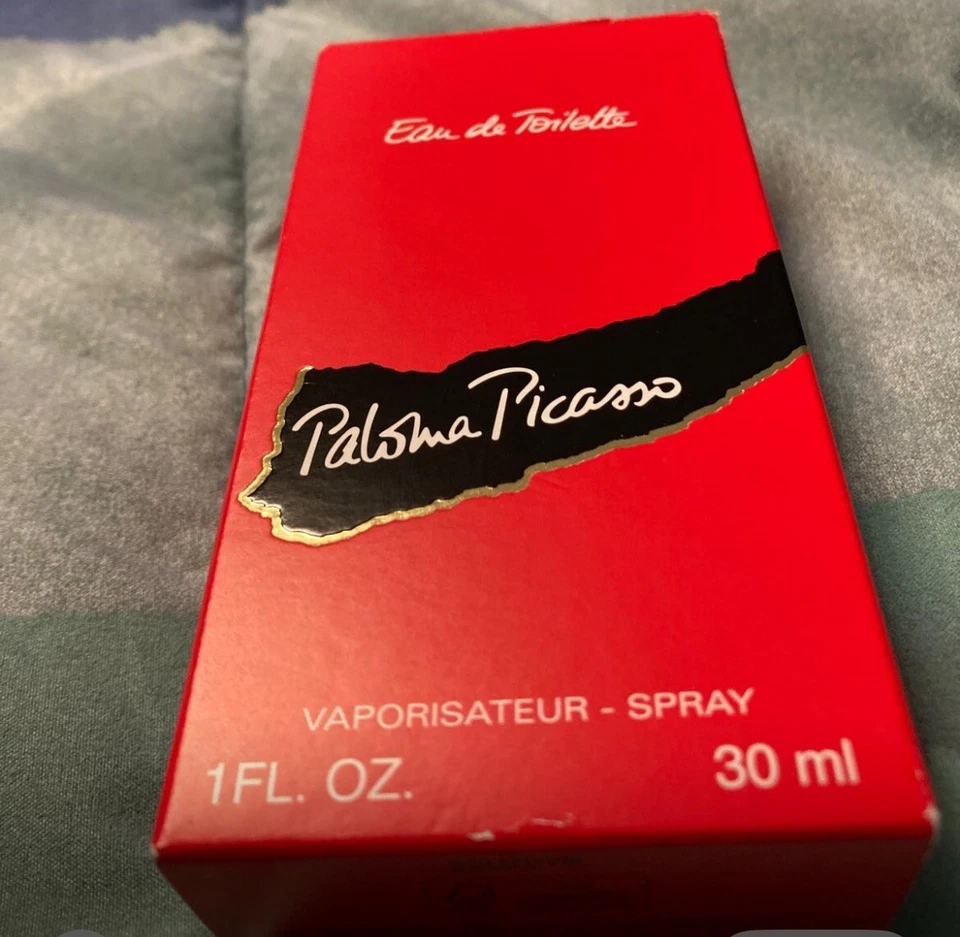 Eau de Toilette
Paloma Picasso
VAPORISATEUR - SPRAY
1FL. OZ. 30 ml